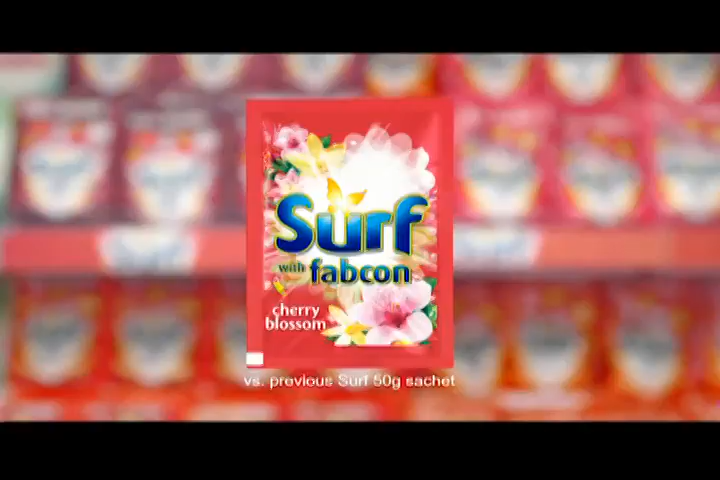 Surf
with fabcon
cherry
blossom
vs. previous Surf 50g sachet